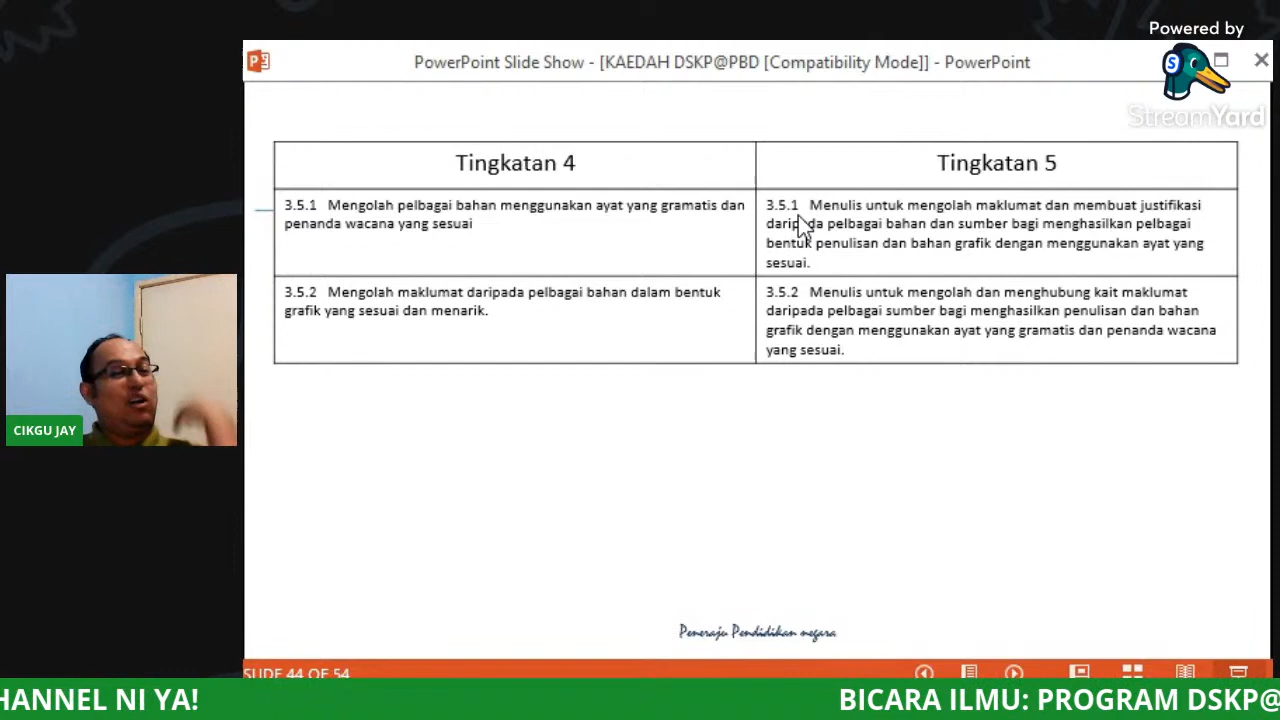 Powered by
StreamYard
PowerPoint Slide Show - [KAEDAH DSKP@PBD [Compatibility Mode]] - PowerPoint
Tingkatan 4
Tingkatan 5
3.5.1 Mengolah pelbagai bahan menggunakan ayat yang gramatis dan
penanda wacana yang sesuai
3.5.1 Menulis untuk mengolah maklumat dan membuat justifikasi
daripada pelbagai bahan dan sumber bagi menghasilkan pelbagai
bentuk penulisan dan bahan grafik dengan menggunakan ayat yang
sesuai.
3.5.2 Mengolah maklumat daripada pelbagai bahan dalam bentuk
grafik yang sesuai dan menarik.
3.5.2 Menulis untuk mengolah dan menghubung kait maklumat
daripada pelbagai sumber bagi menghasilkan penulisan dan bahan
grafik dengan menggunakan ayat yang gramatis dan penanda wacana
yang sesuai.
CIKGU JAY
Peneraju Pendidikan negara
SLIDE 44 OF 54
HANNEL NI YA!
BICARA ILMU: PROGRAM DSKP@